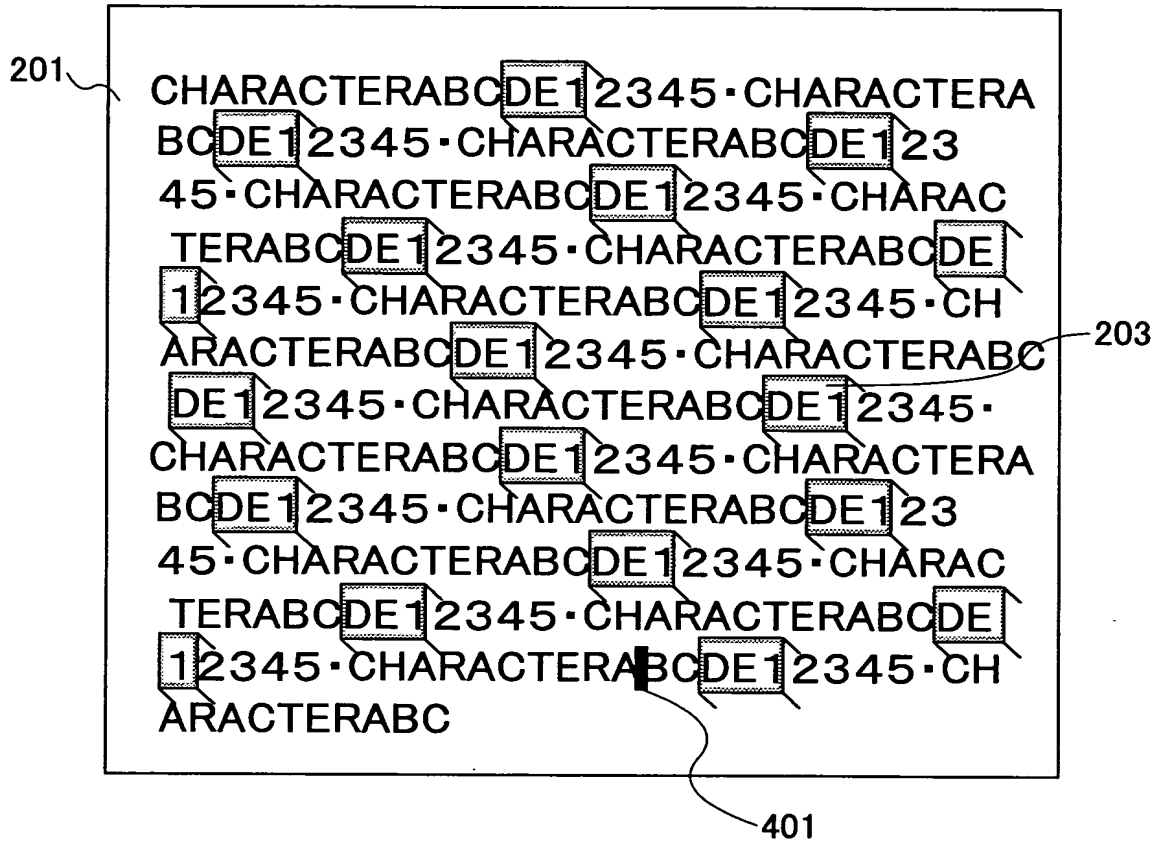 201
CHARACTERABCDE12345・CHARACTERA
BCDE12345・CHARACTERABCDE123
45・CHARACTERABCDE12345・CHARAC
TERABCDE12345・CHARACTERABCDE
12345・CHARACTERABCDE12345・CH
203
ARACTERABCDE12345・CHARACTERABC
DE12345・CHARACTERABCDE12345・
CHARACTERABCDE12345・CHARACTERA
BCDE12345・CHARACTERABCDE123
45・CHARACTERABCDE12345・CHARAC
TERABCDE12345・CHARACTERABCDE
12345・CHARACTERABCDE12345・CH
ARACTERABC
401